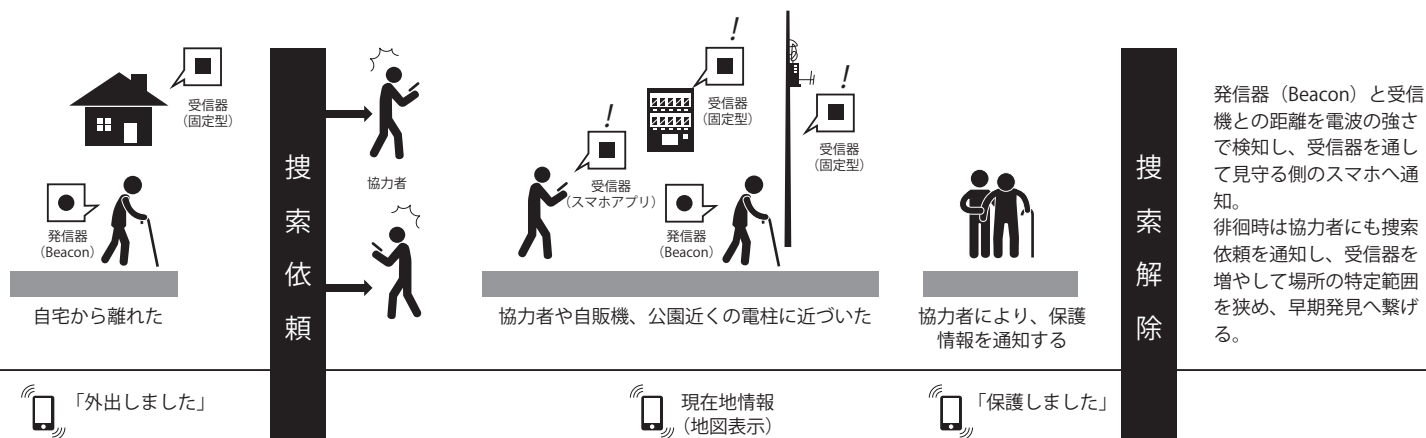 受信器
（固定型）
発信器
（Beacon）
自宅から離れた
捜索依頼
協力者
受信器
（スマホアプリ）
受信器
（固定型）
受信器
（固定型）
発信器
（Beacon）
協力者や自販機、公園近くの電柱に近づいた
協力者により、保護
情報を通知する
捜索解除
発信器（Beacon）と受信
機との距離を電波の強さ
で検知し、受信器を通し
て見守る側のスマホへ通
知。
徘徊時は協力者にも捜索
依頼を通知し、受信器を
増やして場所の特定範囲
を狭め、早期発見へ繋げ
る。
「外出しました」
現在地情報
（地図表示）
「保護しました」